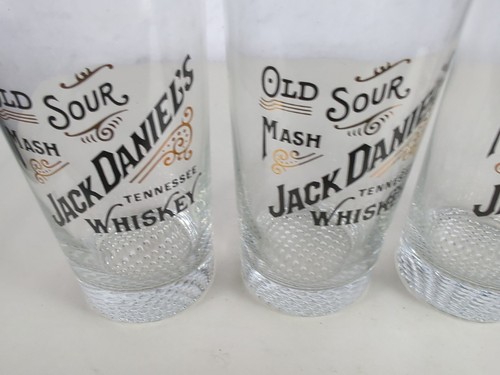 OLD SOUR
MASH
JACK DANIEL'S
TENNESSEE
WHISKEY
OLD SOUR
MASH
JACK DANIEL'S
TENNESSEE
WHISKEY